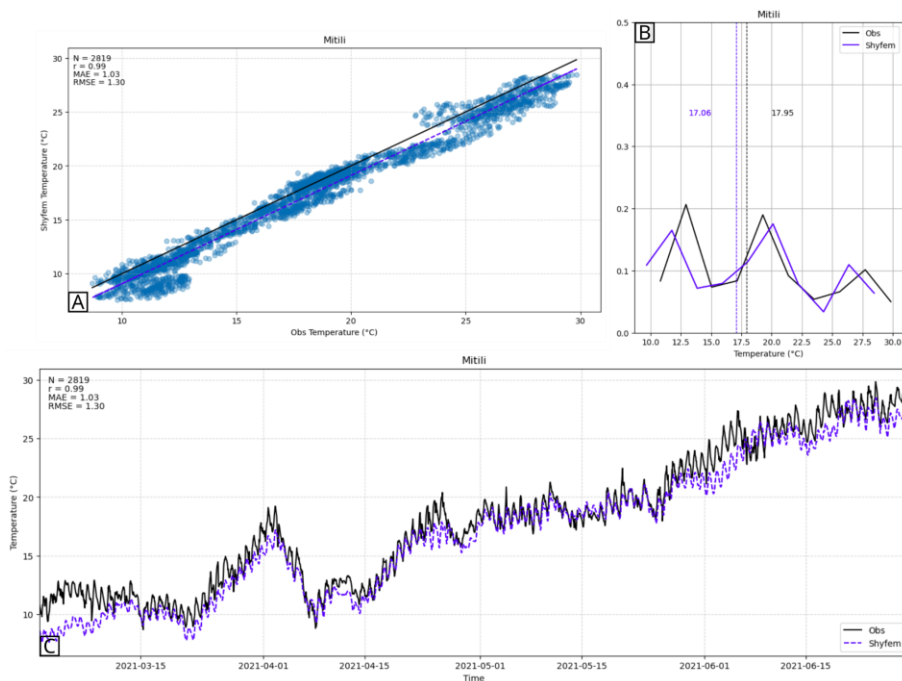 Mitili
N = 2819
r = 0.99
MAE = 1.03
RMSE = 1.30
30
25
20
15
10
Shyfem Temperature (°C)
A
10
15
20
25
30
Obs Temperature (°C)
Mitili
B
Obs
Shyfem
0.5
0.4
0.3
0.2
0.1
0.0
17.06
17.95
10.0
12.5
15.0
17.5
20.0
22.5
25.0
27.5
30.0
Temperature (°C)
Mitili
N = 2819
r = 0.99
MAE = 1.03
RMSE = 1.30
30
25
20
15
10
Temperature (°C)
C
Obs
Shyfem
2021-03-15
2021-04-01
2021-04-15
2021-05-01
2021-05-15
2021-06-01
2021-06-15
Time